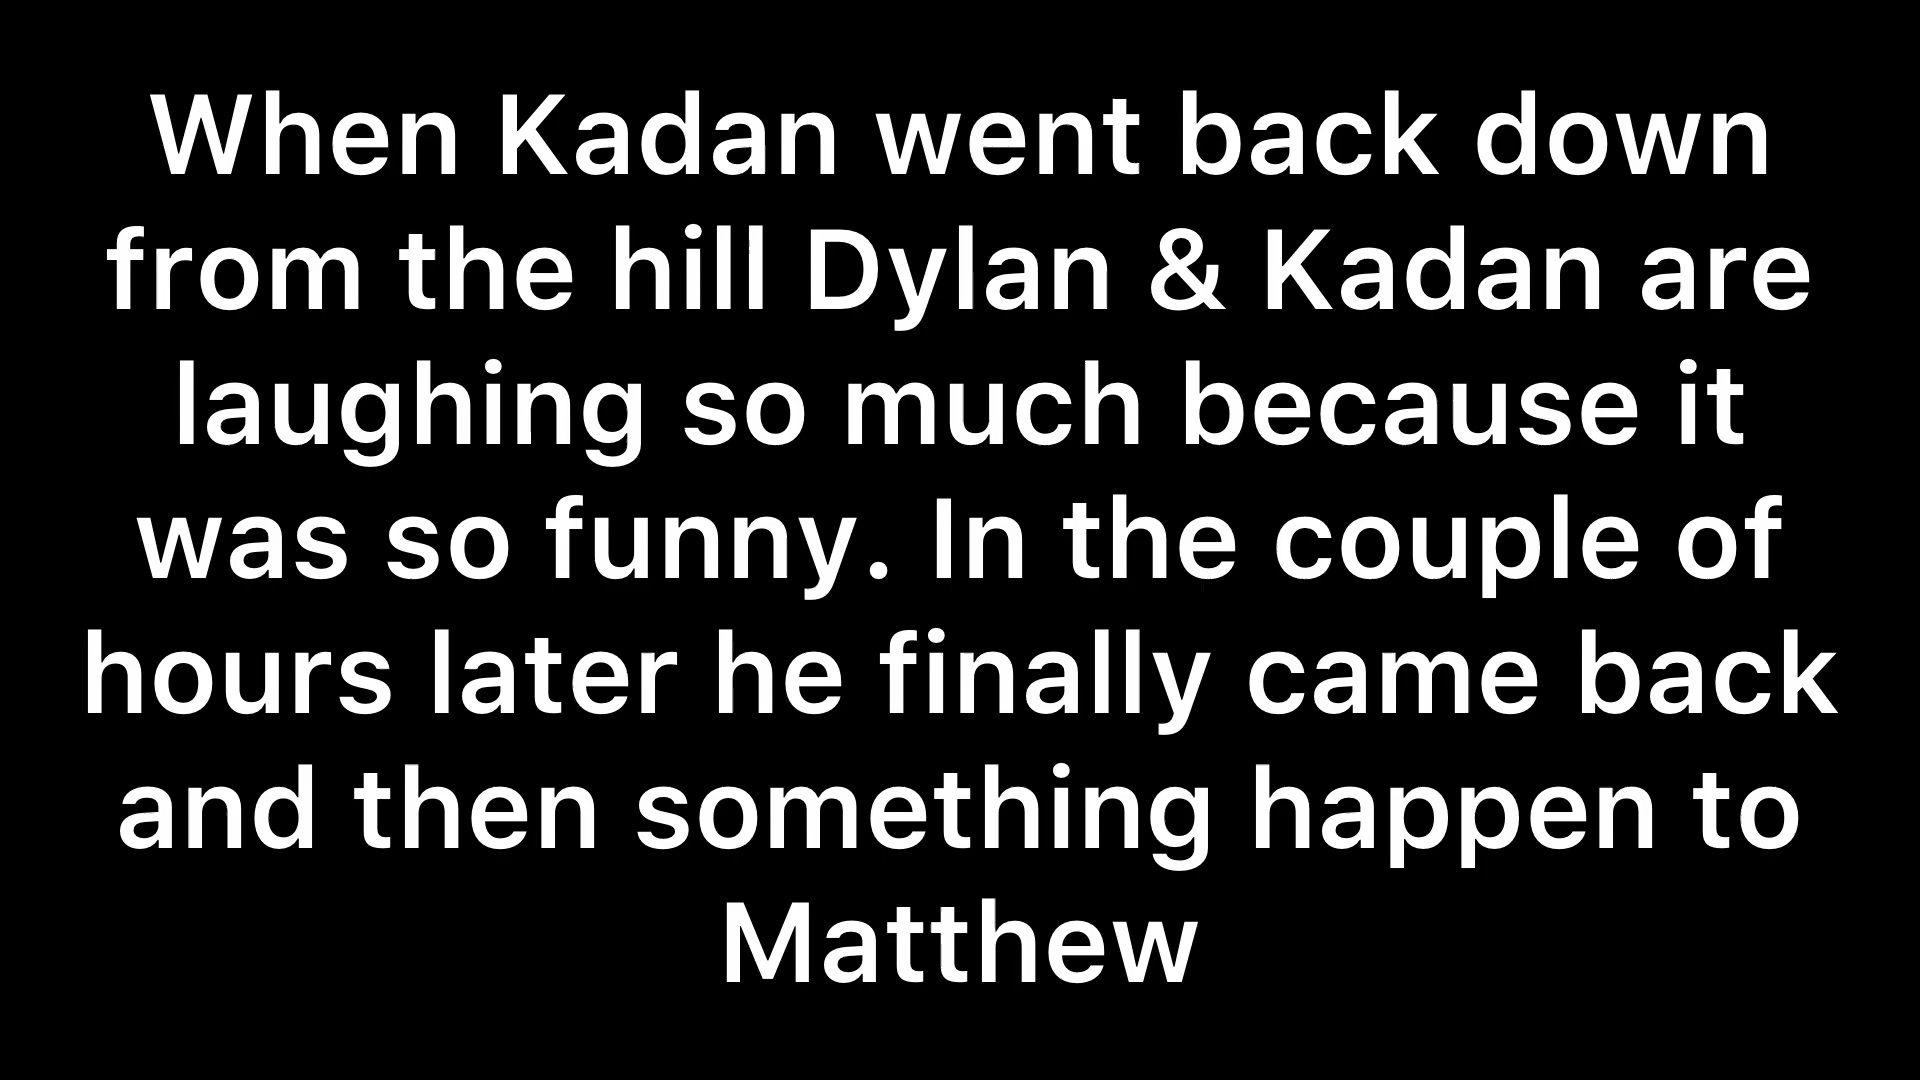 When Kadan went back down
from the hill Dylan & Kadan are
laughing so much because it
was so funny. In the couple of
hours later he finally came back
and then something happen to
Matthew